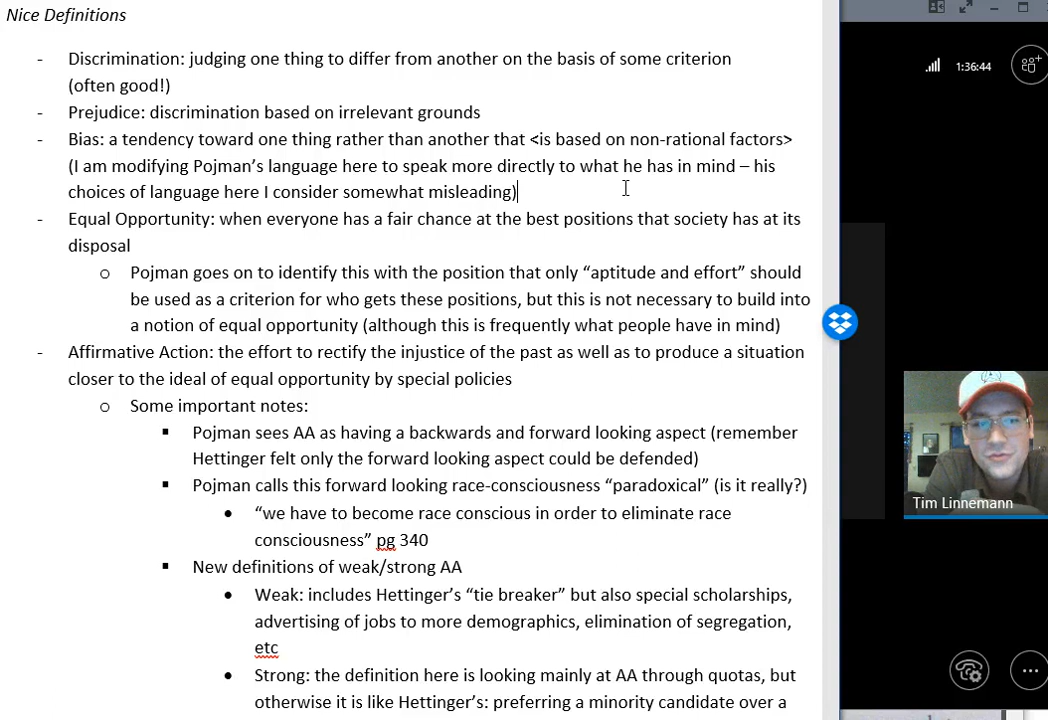 Nice Definitions
- Discrimination: judging one thing to differ from another on the basis of some criterion
(often good!)
- Prejudice: discrimination based on irrelevant grounds
- Bias: a tendency toward one thing rather than another that <is based on non-rational factors>
(I am modifying Pojman’s language here to speak more directly to what he has in mind – his
choices of language here I consider somewhat misleading)
- Equal Opportunity: when everyone has a fair chance at the best positions that society has at its
disposal
o Pojman goes on to identify this with the position that only “aptitude and effort” should
be used as a criterion for who gets these positions, but this is not necessary to build into
a notion of equal opportunity (although this is frequently what people have in mind)
- Affirmative Action: the effort to rectify the injustice of the past as well as to produce a situation
closer to the ideal of equal opportunity by special policies
o Some important notes:
▪ Pojman sees AA as having a backwards and forward looking aspect (remember
Hettinger felt only the forward looking aspect could be defended)
▪ Pojman calls this forward looking race-consciousness “paradoxical” (is it really?)
• “we have to become race conscious in order to eliminate race
consciousness” pg 340
▪ New definitions of weak/strong AA
• Weak: includes Hettinger’s “tie breaker” but also special scholarships,
advertising of jobs to more demographics, elimination of segregation,
etc
• Strong: the definition here is looking mainly at AA through quotas, but
otherwise it is like Hettinger’s: preferring a minority candidate over a
1:36:44
Tim Linnemann